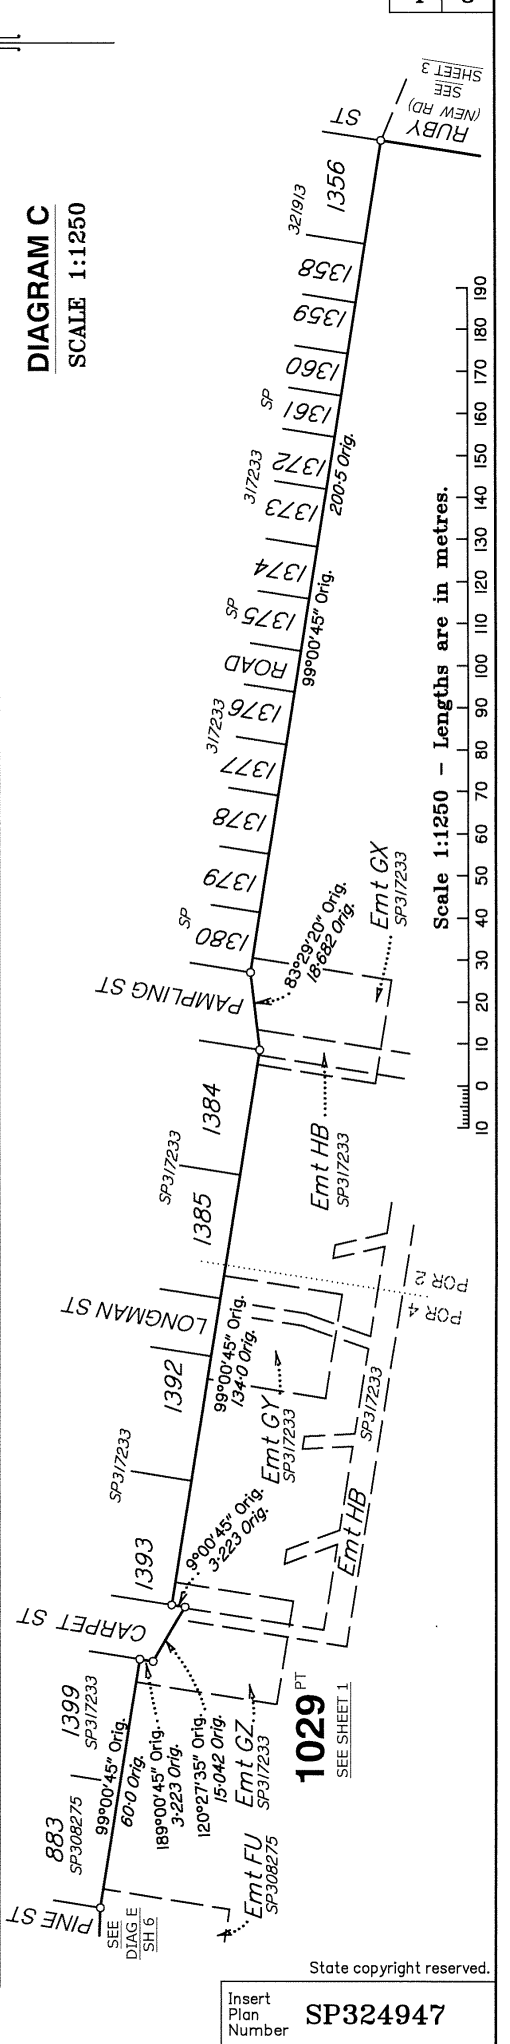 DIAGRAM C
SCALE 1:1250
PINE ST
SEE
DIAG E
SH 6
883
SP308275
1399
SP317233
99°00'45" Orig.
60·0 Orig.
189°00'45" Orig.
3·223 Orig.
120°27'35" Orig.
15·042 Orig.
Emt FU
SP308275
Emt GZ
SP317233
CARPET ST
1029 PT
SEE SHEET 1
1393
9°00'45" Orig.
3·223 Orig.
SP317233
1392
Emt GY
SP317233
99°00'45" Orig.
134·0 Orig.
LONGMAN ST
Emt HB
SP317233
POR 4
POR 2
1385
SP317233
1384
Emt HB
SP317233
PAMPLING ST
83°29'20" Orig.
18·682 Orig.
Emt GX
SP317233
1380
SP
1379
1378
1377
317233
1376
ROAD
1375
SP
99°00'45" Orig.
200·5 Orig.
1374
1373
317233
1372
1361
SP
1360
1359
1358
321913
1356
RUBY ST
(NEW RD)
SEE
SHEET 3
Scale 1:1250 – Lengths are in metres.
10 0 10 20 30 40 50 60 70 80 90 100 110 120 130 140 150 160 170 180 190
State copyright reserved.
Insert
Plan
Number
SP324947